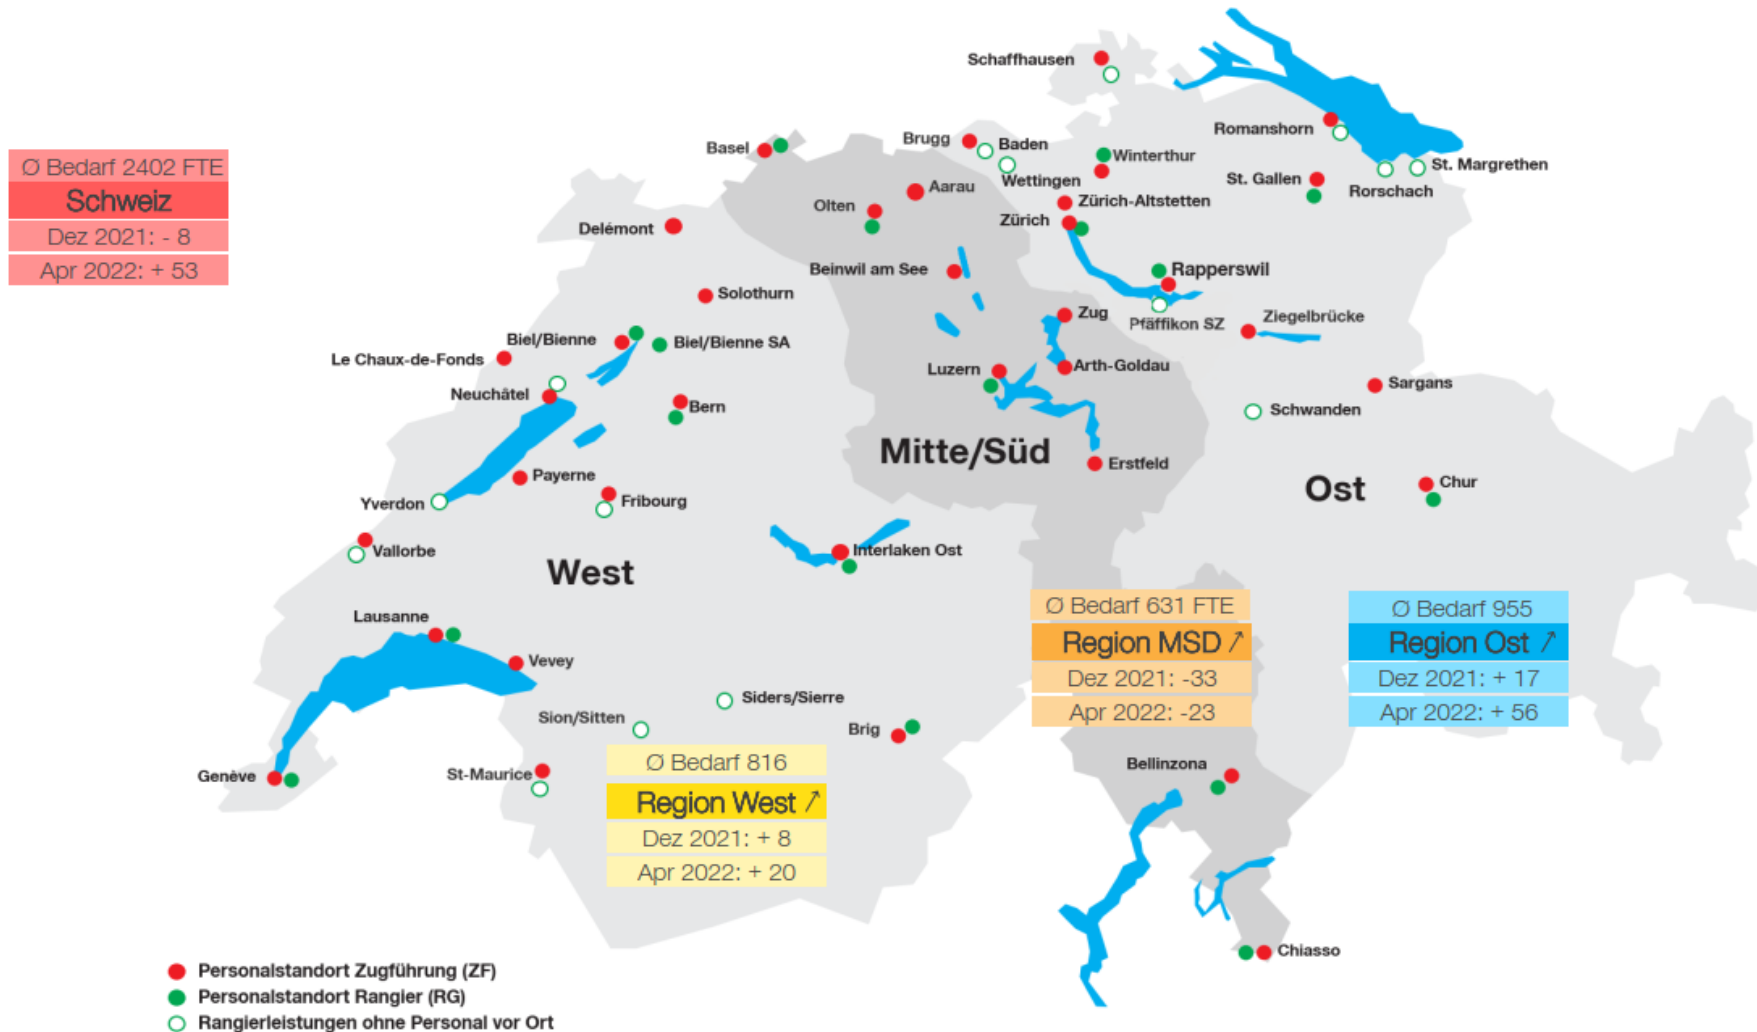 Schaffhausen
Romanshorn
Basel
Brugg
Baden
Winterthur
St. Margrethen
Wettingen
St. Gallen
Rorschach
Ø Bedarf 2402 FTE
Schweiz
Dez 2021: - 8
Apr 2022: + 53
Aarau
Olten
Zürich-Altstetten
Zürich
Delémont
Beinwil am See
Rapperswil
Solothurn
Zug
Pfäffikon SZ
Ziegelbrücke
Biel/Bienne
Biel/Bienne SA
Le Chaux-de-Fonds
Luzern
Arth-Goldau
Sargans
Neuchâtel
Bern
Schwanden
Mitte/Süd
Erstfeld
Payerne
Ost
Chur
Yverdon
Fribourg
Vallorbe
Interlaken Ost
West
Lausanne
Vevey
Ø Bedarf 631 FTE
Region MSD ↗
Dez 2021: -33
Apr 2022: -23
Ø Bedarf 955
Region Ost ↗
Dez 2021: + 17
Apr 2022: + 56
Siders/Sierre
Sion/Sitten
Brig
Genève
St-Maurice
Ø Bedarf 816
Region West ↗
Dez 2021: + 8
Apr 2022: + 20
Bellinzona
Chiasso
Personalstandort Zugführung (ZF)
Personalstandort Rangier (RG)
Rangierleistungen ohne Personal vor Ort